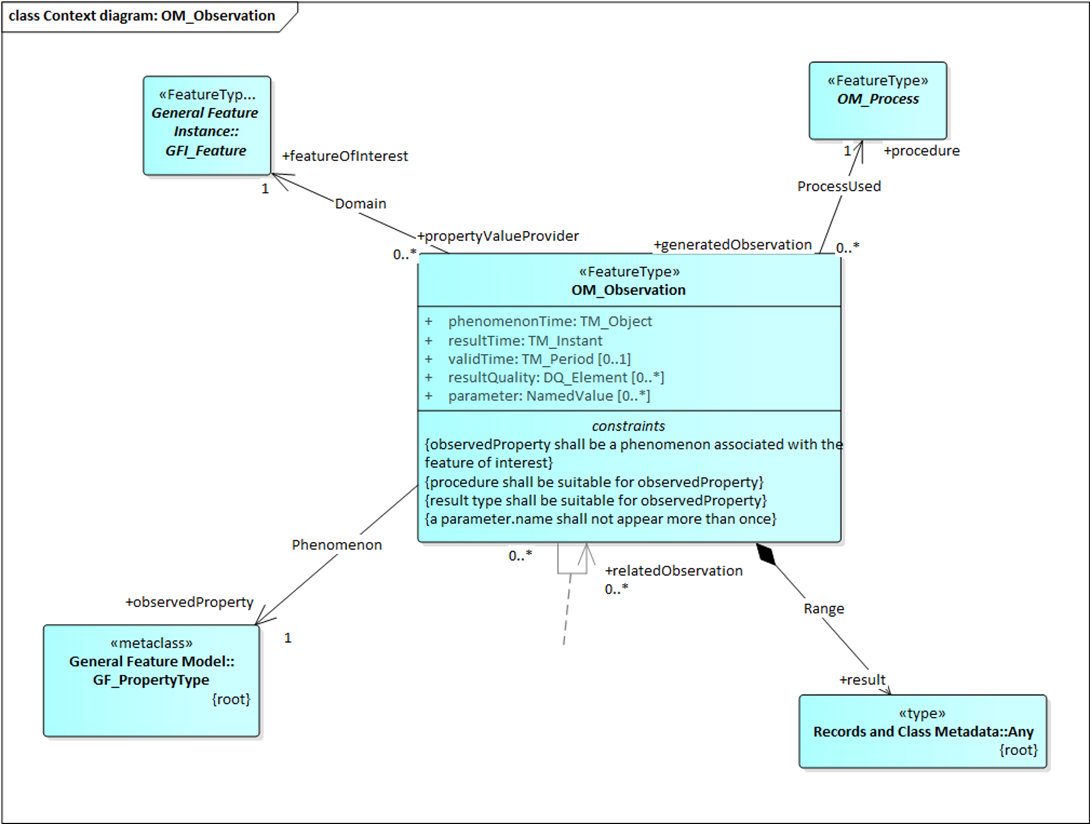 class Context diagram: OM_Observation
«FeatureTyp...
General Feature
Instance::
GFI_Feature
«FeatureType»
OM_Process
+featureOfInterest
1
Domain
1
+procedure
ProcessUsed
+propertyValueProvider
0..*
+generatedObservation
0..*
«FeatureType»
OM_Observation
+ phenomenonTime: TM_Object
+ resultTime: TM_Instant
+ validTime: TM_Period [0..1]
+ resultQuality: DQ_Element [0..*]
+ parameter: NamedValue [0..*]
constraints
{observedProperty shall be a phenomenon associated with the
feature of interest}
{procedure shall be suitable for observedProperty}
{result type shall be suitable for observedProperty}
{a parameter.name shall not appear more than once}
Phenomenon
0..*
+relatedObservation
0..*
+observedProperty
1
Range
+result
«metaclass»
General Feature Model::
GF_PropertyType
{root}
«type»
Records and Class Metadata::Any
{root}